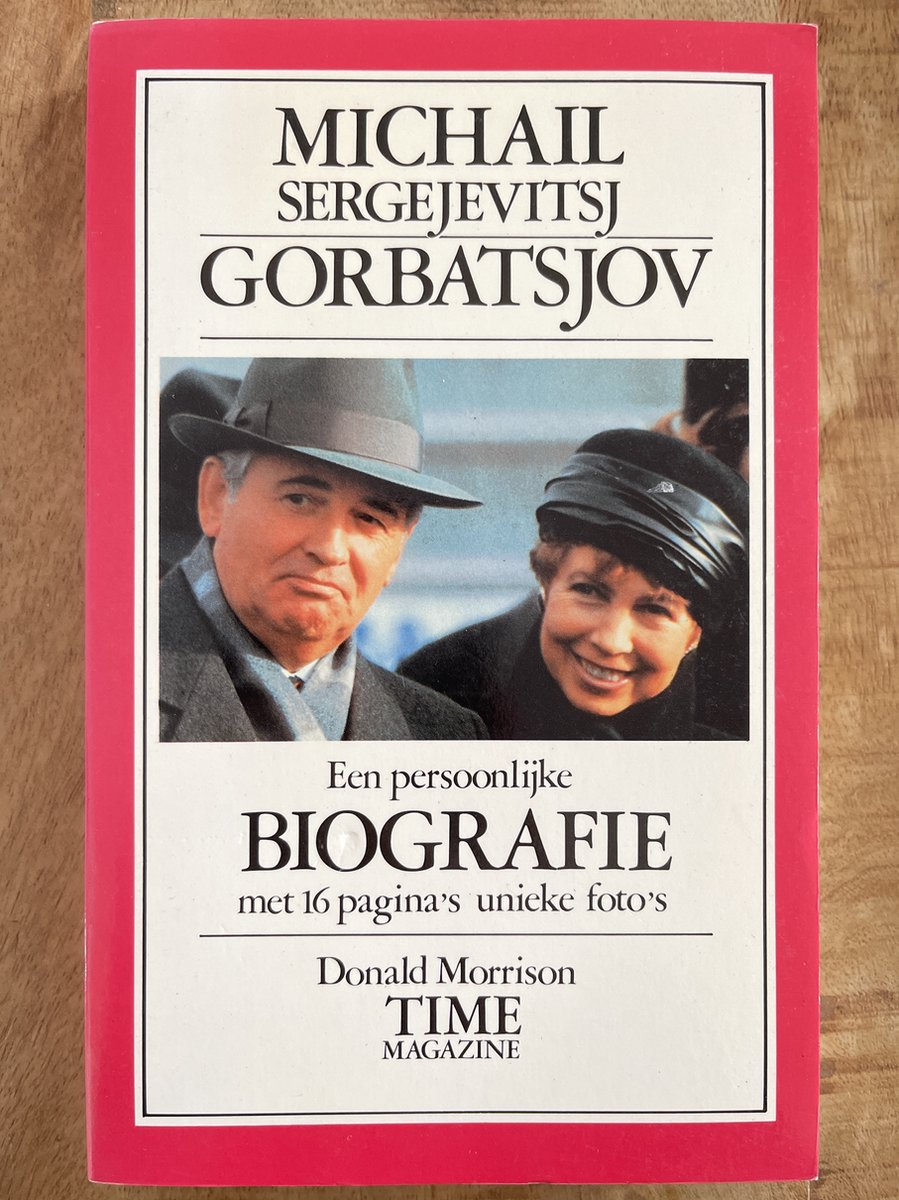 MICHAIL
SERGEJEVITSJ
GORBATSJOV
Een persoonlijke
BIOGRAFIE
met 16 pagina's unieke foto's
Donald Morrison
TIME
MAGAZINE